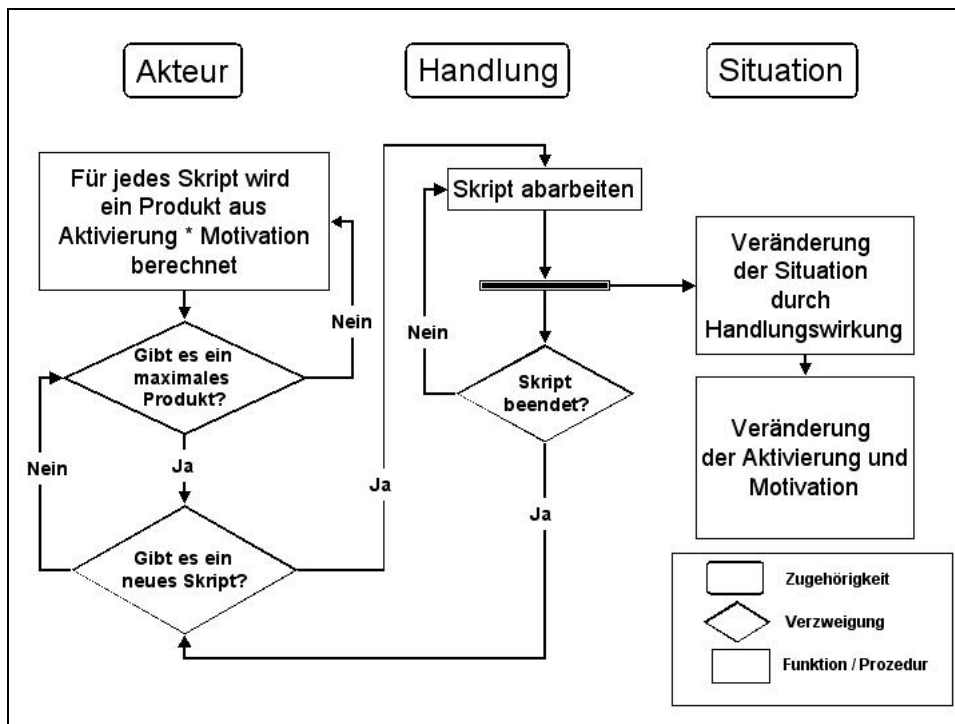 Akteur
Handlung
Situation
Für jedes Skript wird
ein Produkt aus
Aktivierung * Motivation
berechnet
Nein
Gibt es ein
maximales
Produkt?
Nein
Ja
Gibt es ein
neues Skript?
Ja
Skript abarbeiten
Nein
Skript
beendet?
Ja
Veränderung
der Situation
durch
Handlungswirkung
Veränderung
der Aktivierung und
Motivation
Zugehörigkeit
Verzweigung
Funktion / Prozedur